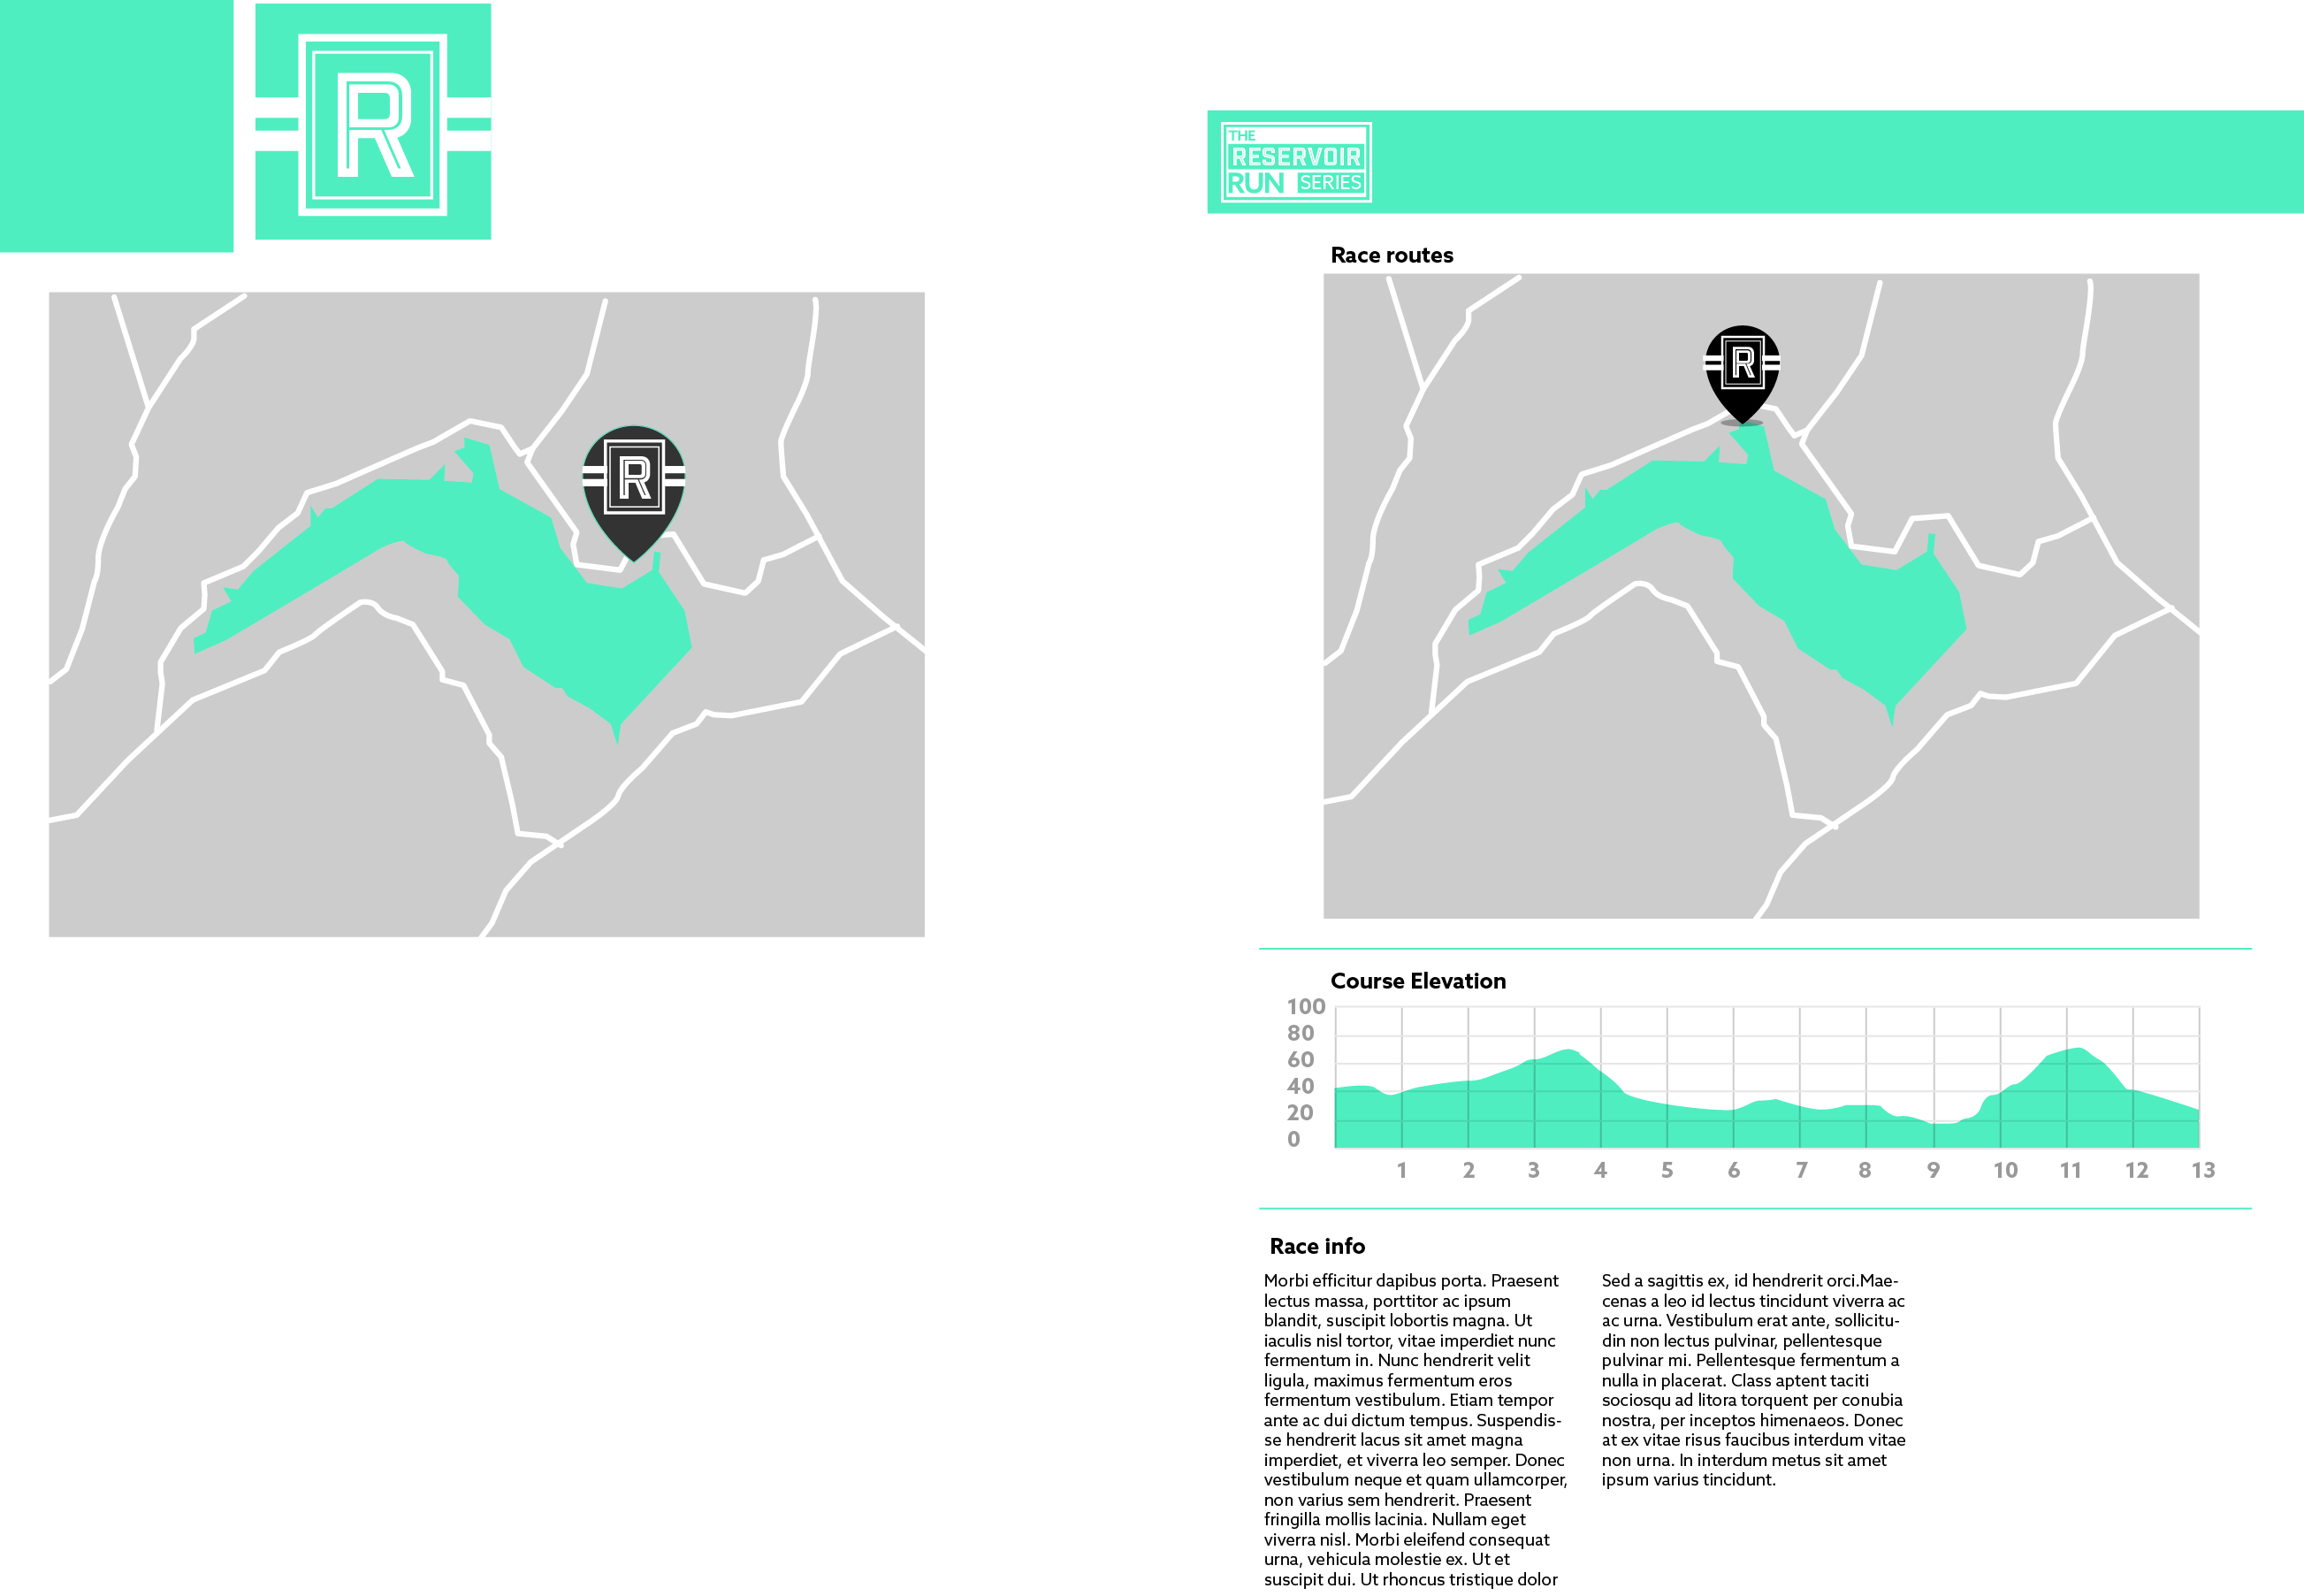 R
R
THE
RESERVOIR
RUN SERIES
Race routes
R
Course Elevation
100
80
60
40
20
0
1 2 3 4 5 6 7 8 9 10 11 12 13
Race info
Morbi efficitur dapibus porta. Praesent
lectus massa, porttitor ac ipsum
blandit, suscipit lobortis magna. Ut
iaculis nisl tortor, vitae imperdiet nunc
fermentum in. Nunc hendrerit velit
ligula, maximus fermentum eros
fermentum vestibulum. Etiam tempor
ante ac dui dictum tempus. Suspendis-
se hendrerit lacus sit amet magna
imperdiet, et viverra leo semper. Donec
vestibulum neque et quam ullamcorper,
non varius sem hendrerit. Praesent
fringilla mollis lacinia. Nullam eget
viverra nisl. Morbi eleifend consequat
urna, vehicula molestie ex. Ut et
suscipit dui. Ut rhoncus tristique dolor
Sed a sagittis ex, id hendrerit orci.Mae-
cenas a leo id lectus tincidunt viverra ac
ac urna. Vestibulum erat ante, sollicitu-
din non lectus pulvinar, pellentesque
pulvinar mi. Pellentesque fermentum a
nulla in placerat. Class aptent taciti
sociosqu ad litora torquent per conubia
nostra, per inceptos himenaeos. Donec
at ex vitae risus faucibus interdum vitae
non urna. In interdum metus sit amet
ipsum varius tincidunt.